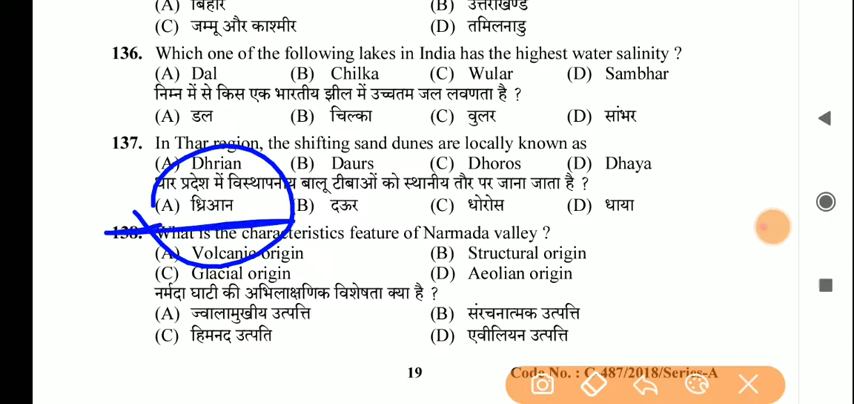 (A) बिहार (B) उत्तराखण्ड
(C) जम्मू और काश्मीर (D) तमिलनाडु
136. Which one of the following lakes in India has the highest water salinity ?
(A) Dal (B) Chilka (C) Wular (D) Sambhar
निम्न में से किस एक भारतीय झील में उच्चतम जल लवणता है ?
(A) डल (B) चिल्का (C) वुलर (D) सांभर
137. In Thar region, the shifting sand dunes are locally known as
(A) Dhrian (B) Daurs (C) Dhoros (D) Dhaya
थार प्रदेश में विस्थापनीय बालू टीबाओं को स्थानीय तौर पर जाना जाता है ?
(A) ध्रिआन (B) दऊर (C) धोरोस (D) धाया
138. What is the characteristics feature of Narmada valley ?
(A) Volcanic origin (B) Structural origin
(C) Glacial origin (D) Aeolian origin
नर्मदा घाटी की अभिलाक्षणिक विशेषता क्या है ?
(A) ज्वालामुखीय उत्पत्ति (B) संरचनात्मक उत्पत्ति
(C) हिमनद उत्पति (D) एवीलियन उत्पत्ति
19 Code No. : C-487/2018/Series-A